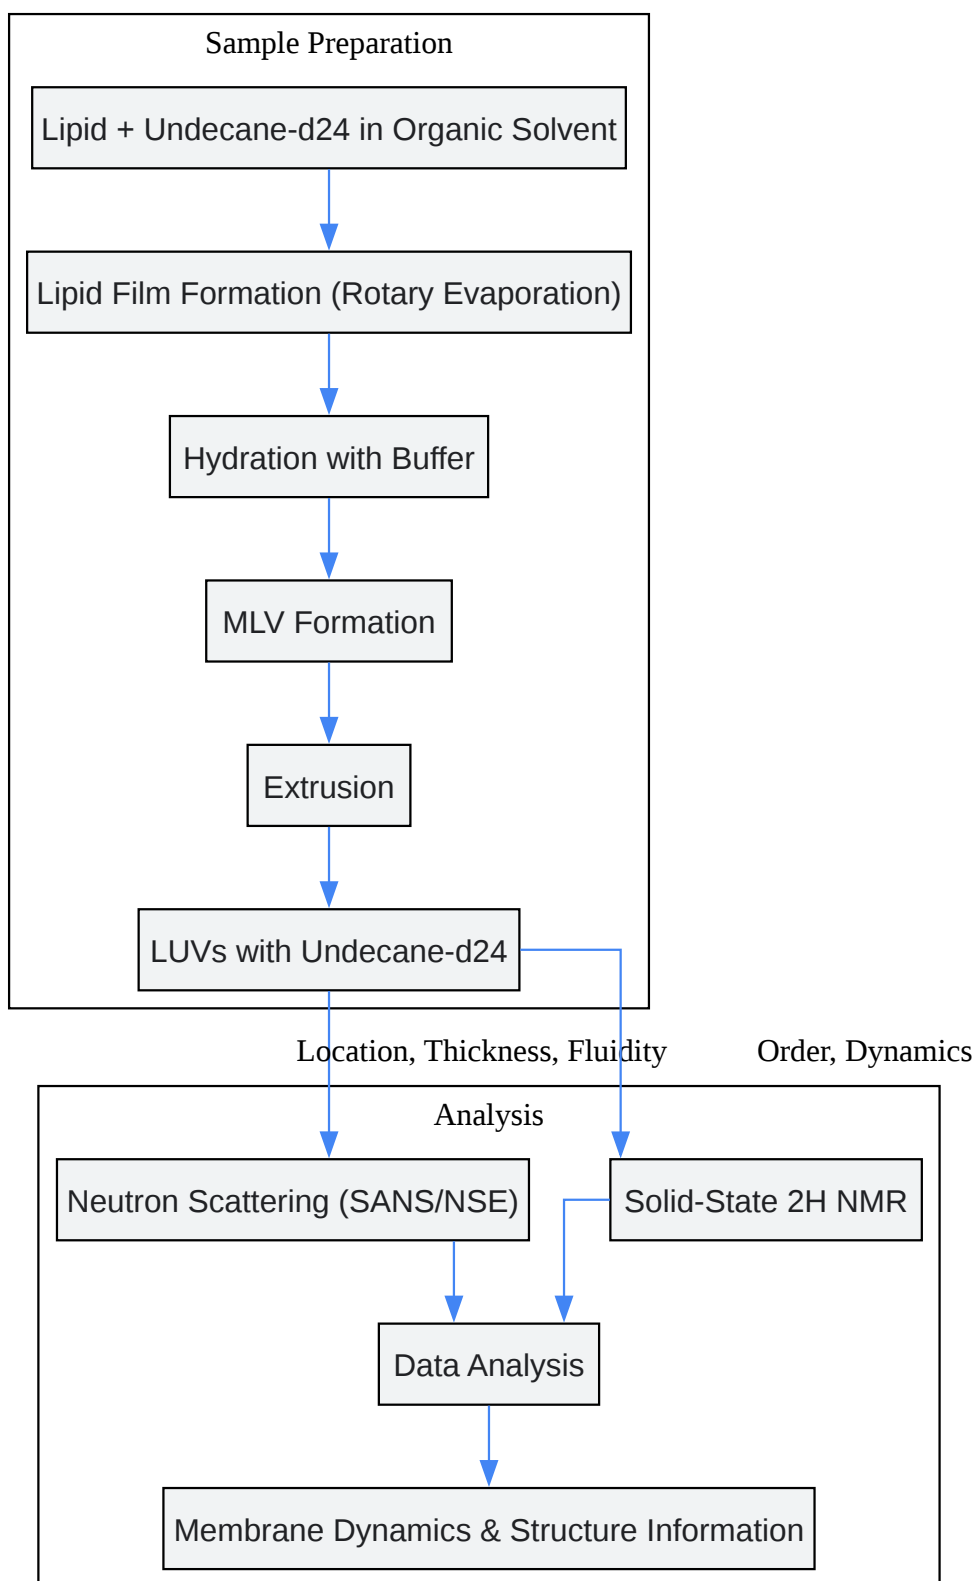 Sample Preparation
Lipid + Undecane-d24 in Organic Solvent
Lipid Film Formation (Rotary Evaporation)
Hydration with Buffer
MLV Formation
Extrusion
LUVs with Undecane-d24
Location, Thickness, Fluidity
Order, Dynamics
Analysis
Neutron Scattering (SANS/NSE)
Solid-State 2H NMR
Data Analysis
Membrane Dynamics & Structure Information